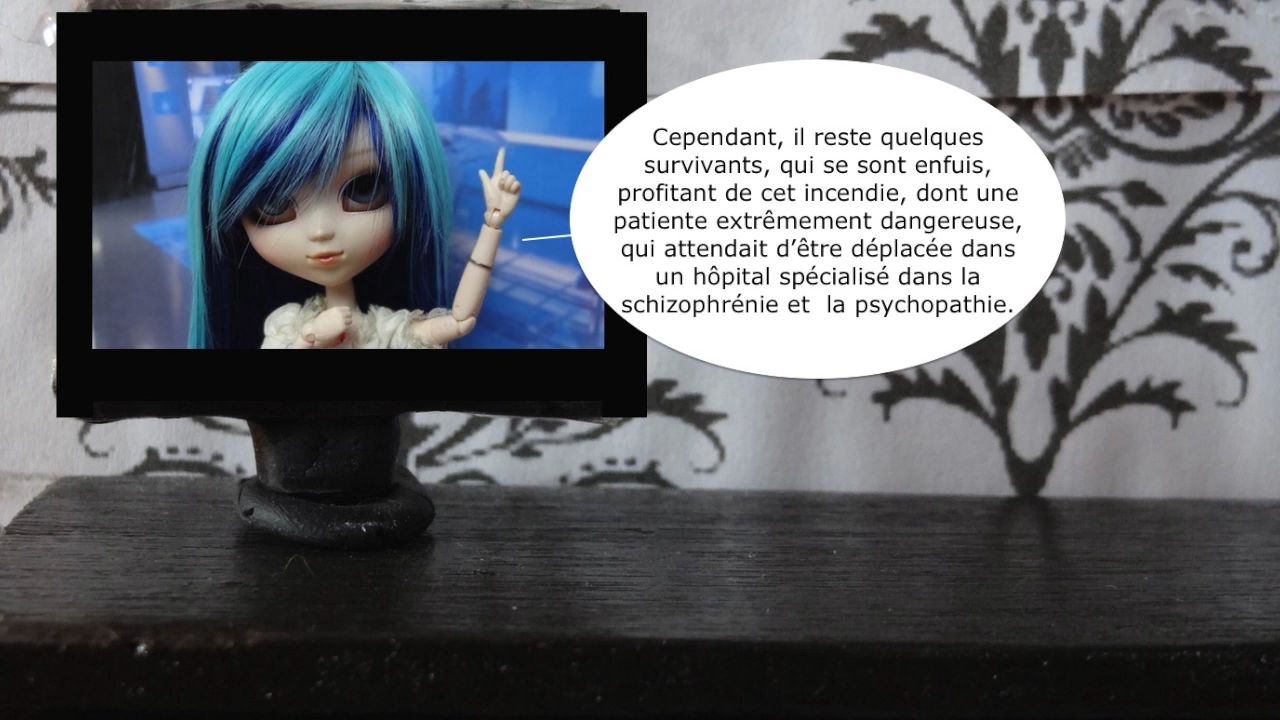 Cependant, il reste quelques
survivants, qui se sont enfuis,
profitant de cet incendie, dont une
patiente extrêmement dangereuse,
qui attendait d’être déplacée dans
un hôpital spécialisé dans la
schizophrénie et  la psychopathie.